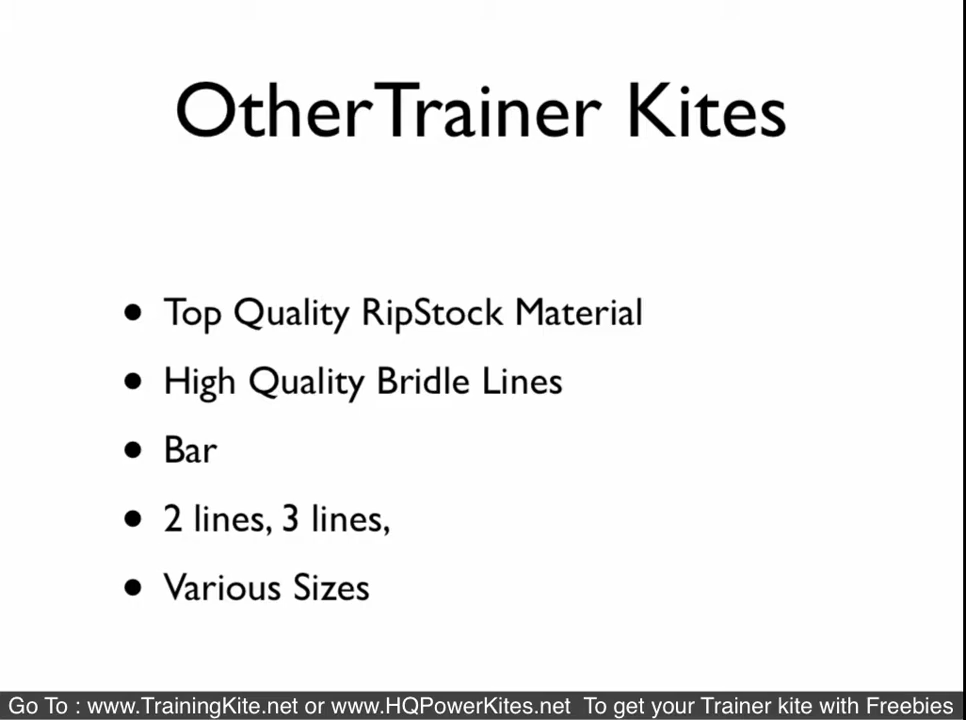 OtherTrainer Kites
• Top Quality RipStock Material
• High Quality Bridle Lines
• Bar
• 2 lines, 3 lines,
• Various Sizes
Go To : www.TrainingKite.net or www.HQPowerKites.net To get your Trainer kite with Freebies